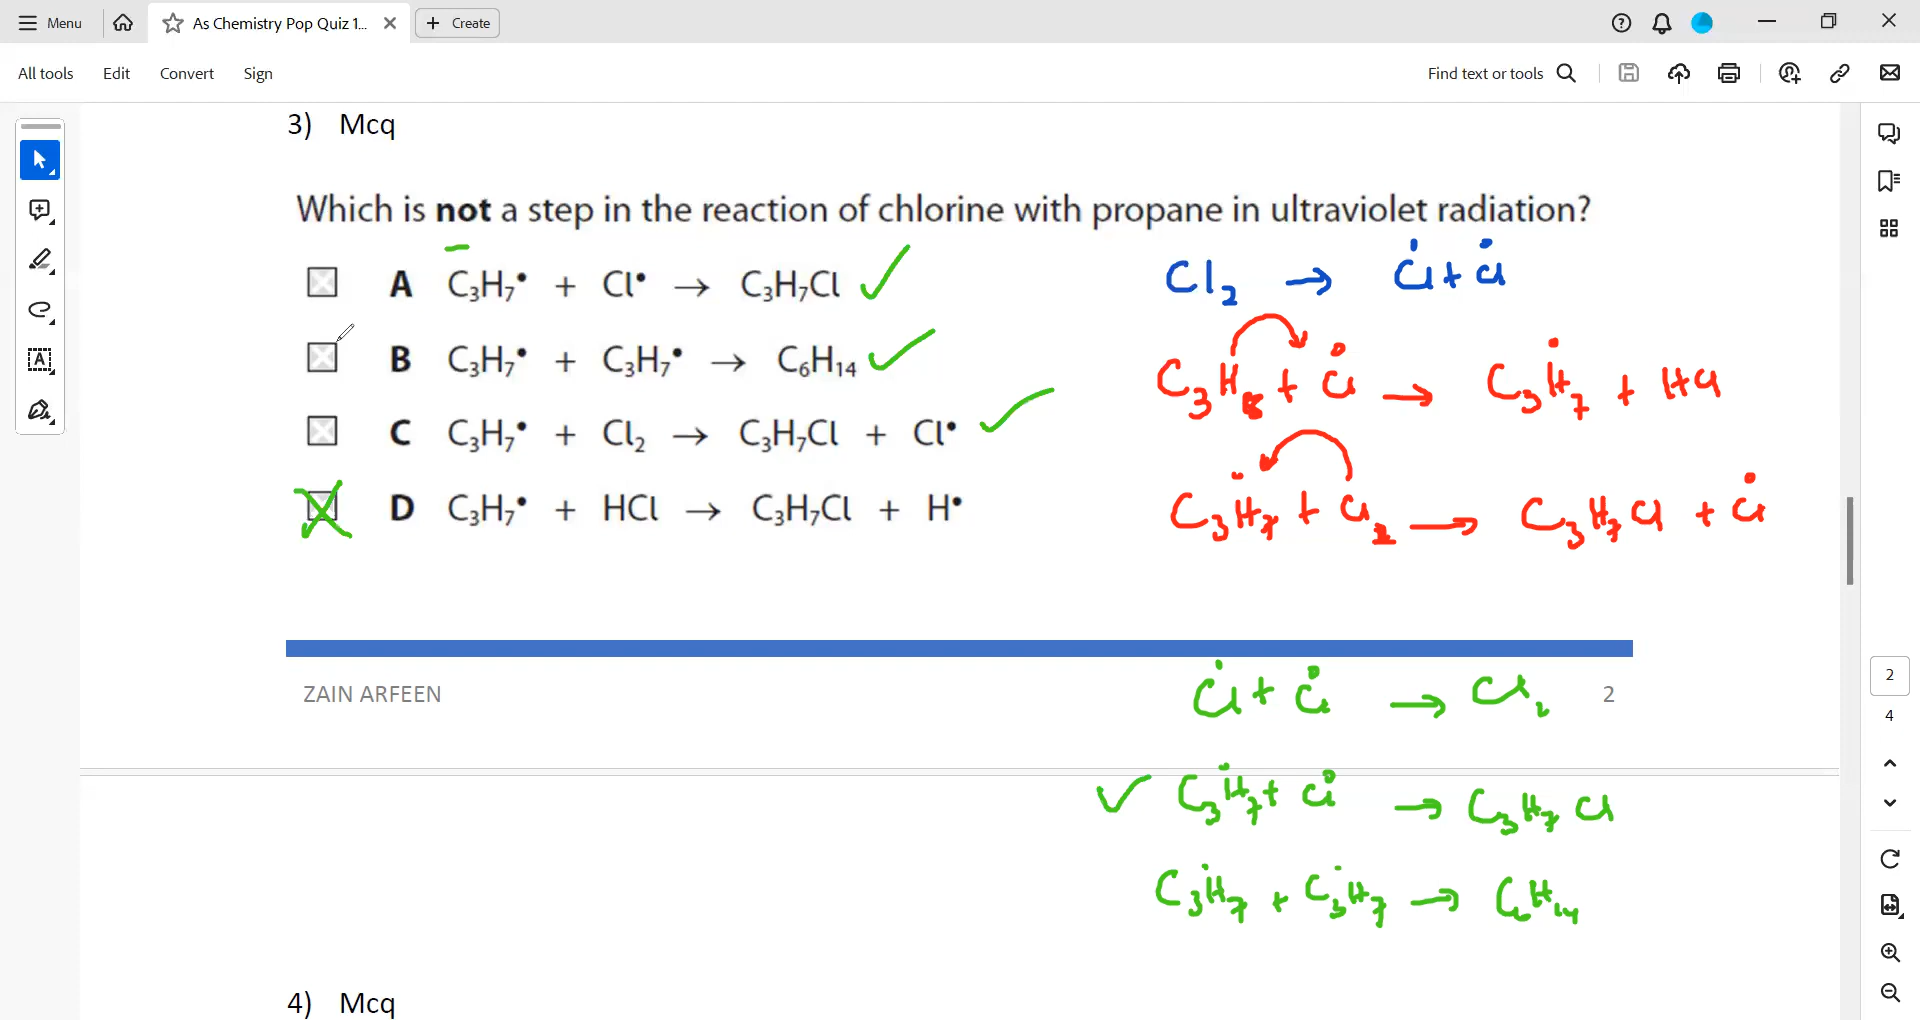 Menu
As Chemistry Pop Quiz 1...
Create
All tools
Edit
Convert
Sign
Find text or tools
3) Mcq
Which is not a step in the reaction of chlorine with propane in ultraviolet radiation?
A C₃H₇• + Cl• → C₃H₇Cl
B C₃H₇• + C₃H₇• → C₆H₁₄
C C₃H₇• + Cl₂ → C₃H₇Cl + Cl•
D C₃H₇• + HCl → C₃H₇Cl + H•
Cl₂ → Cl• + Cl•
C₃H₈ + Cl• → C₃H₇• + HCl
C₃H₇• + Cl₂ → C₃H₇Cl + Cl•
ZAIN ARFEEN
2
Cl• + Cl• → Cl₂
C₃H₇• + Cl• → C₃H₇Cl
C₃H₇• + C₃H₇• → C₆H₁₄
4) Mcq
2
4